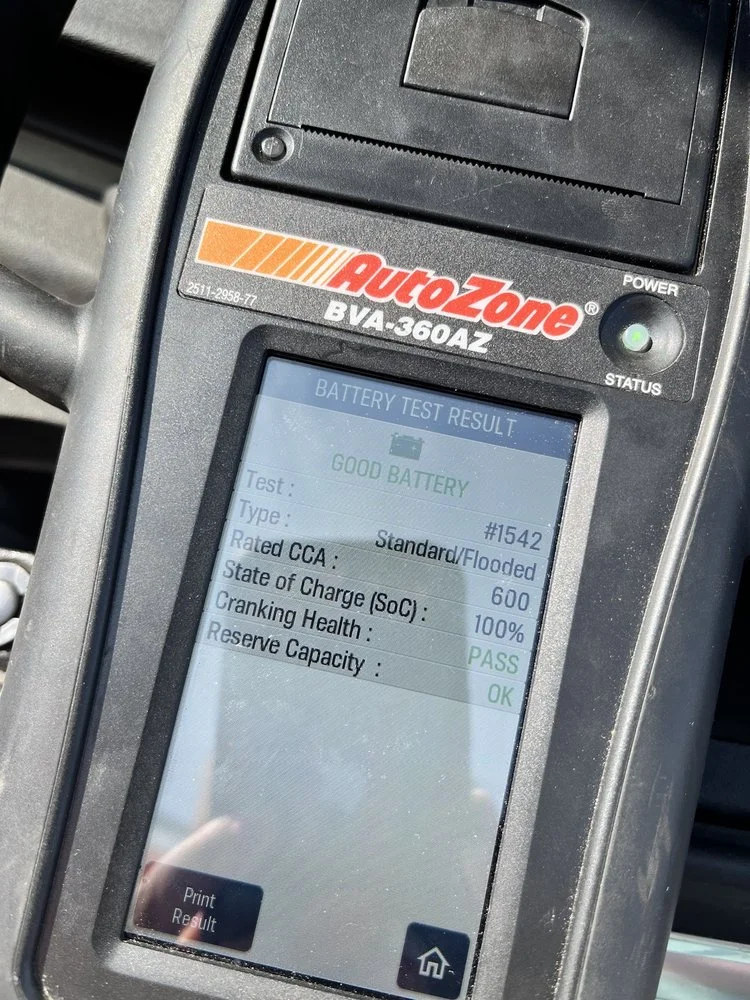 AutoZone®
2511-2958-77
BVA-360AZ
POWER
STATUS
BATTERY TEST RESULT
GOOD BATTERY
Test : #1542
Type : Standard/Flooded
Rated CCA : 600
State of Charge (SoC) : 100%
Cranking Health : PASS
Reserve Capacity : OK
Print
Result